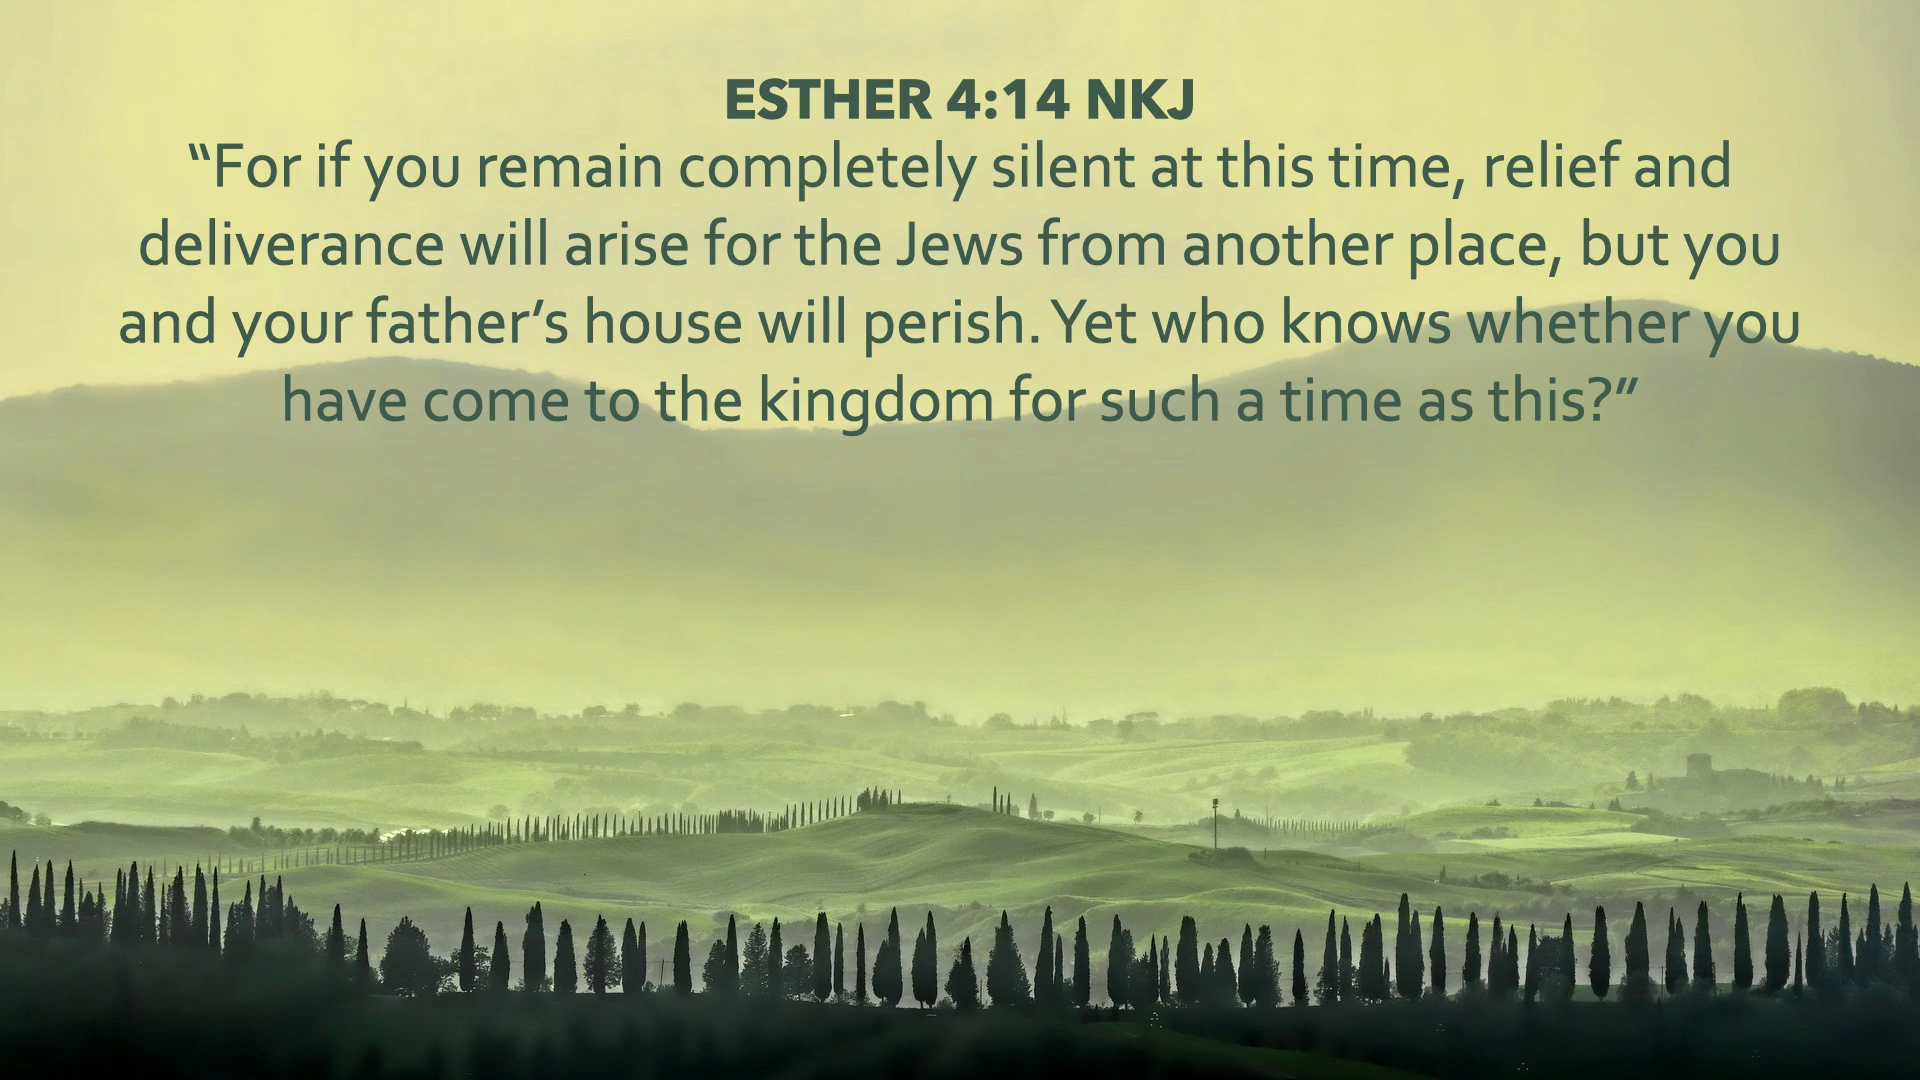 ESTHER 4:14 NKJ
“For if you remain completely silent at this time, relief and
deliverance will arise for the Jews from another place, but you
and your father’s house will perish. Yet who knows whether you
have come to the kingdom for such a time as this?”